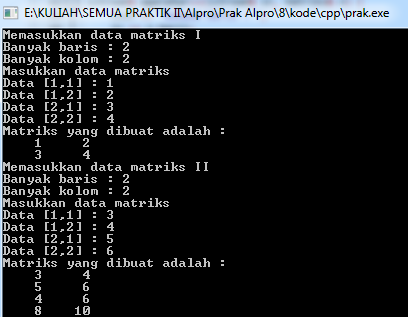 E:\KULIAH\SEMUA PRAKTIK II\Alpro\Prak Alpro\8\kode\cpp\prak.exe
Memasukkan data matriks I
Banyak baris : 2
Banyak kolom : 2
Masukkan data matriks
Data [1,1] : 1
Data [1,2] : 2
Data [2,1] : 3
Data [2,2] : 4
Matriks yang dibuat adalah :
1 2
3 4
Memasukkan data matriks II
Banyak baris : 2
Banyak kolom : 2
Masukkan data matriks
Data [1,1] : 3
Data [1,2] : 4
Data [2,1] : 5
Data [2,2] : 6
Matriks yang dibuat adalah :
3 4
5 6
4 6
8 10